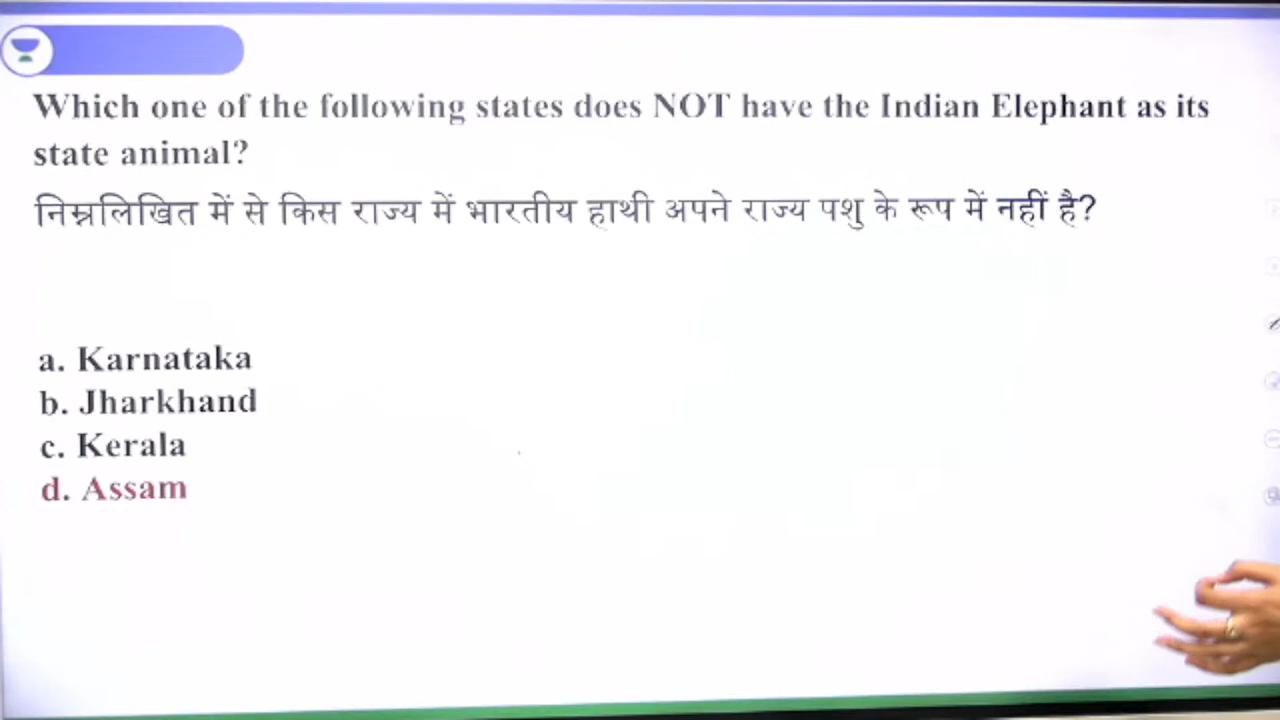 Which one of the following states does NOT have the Indian Elephant as its
state animal?
निम्नलिखित में से किस राज्य में भारतीय हाथी अपने राज्य पशु के रूप में नहीं है?
a. Karnataka
b. Jharkhand
c. Kerala
d. Assam